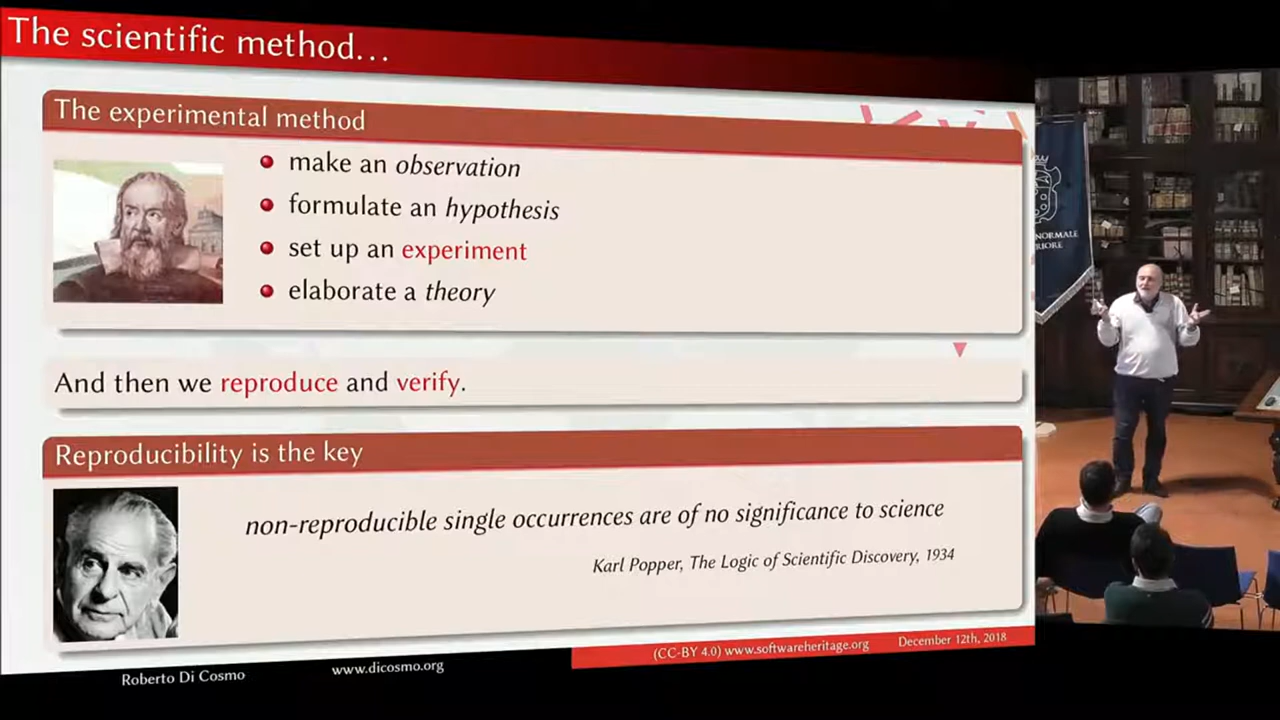 The scientific method...
The experimental method
make an observation
formulate an hypothesis
set up an experiment
elaborate a theory
And then we reproduce and verify.
Reproducibility is the key
non-reproducible single occurrences are of no significance to science
Karl Popper, The Logic of Scientific Discovery, 1934
Roberto Di Cosmo
www.dicosmo.org
(CC-BY 4.0) www.softwareheritage.org
December 12th, 2018
NORMALE